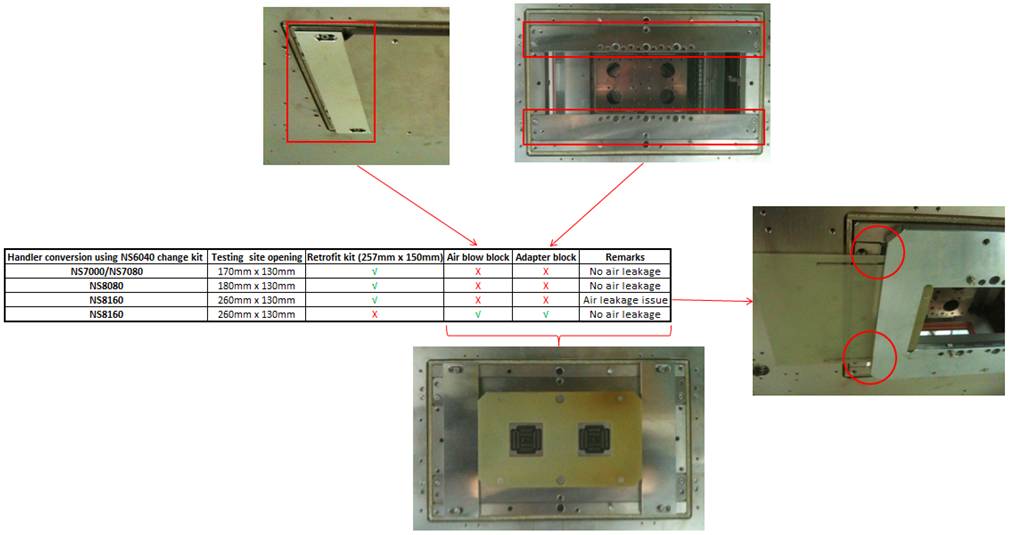 Handler conversion using NS6040 change kit Testing site opening Retrofit kit (257mm x 150mm) Air blow block Adapter block Remarks
NS7000/NS7080 170mm x 130mm √ X X No air leakage
NS8080 180mm x 130mm √ X X No air leakage
NS8160 260mm x 130mm √ X X Air leakage issue
NS8160 260mm x 130mm X √ √ No air leakage